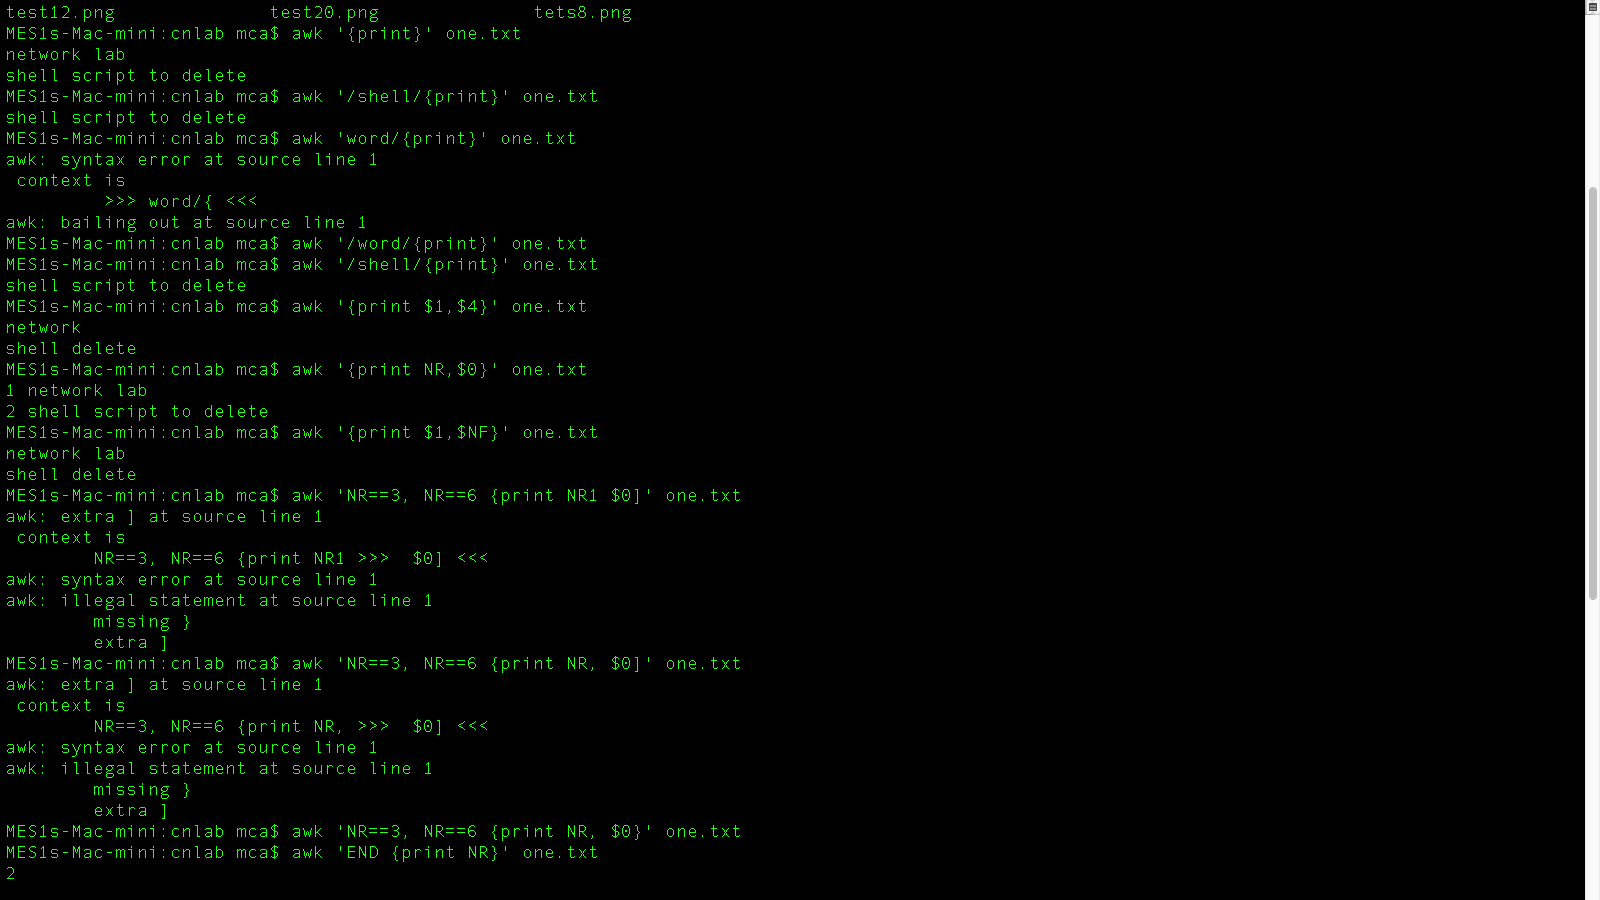 test12.png test20.png tets8.png
MES1s-Mac-mini:cnlab mca$ awk '{print}' one.txt
network lab
shell script to delete
MES1s-Mac-mini:cnlab mca$ awk '/shell/{print}' one.txt
shell script to delete
MES1s-Mac-mini:cnlab mca$ awk 'word/{print}' one.txt
awk: syntax error at source line 1
 context is
         >>> word/{ <<<
awk: bailing out at source line 1
MES1s-Mac-mini:cnlab mca$ awk '/word/{print}' one.txt
MES1s-Mac-mini:cnlab mca$ awk '/shell/{print}' one.txt
shell script to delete
MES1s-Mac-mini:cnlab mca$ awk '{print $1,$4}' one.txt
network
shell delete
MES1s-Mac-mini:cnlab mca$ awk '{print NR,$0}' one.txt
1 network lab
2 shell script to delete
MES1s-Mac-mini:cnlab mca$ awk '{print $1,$NF}' one.txt
network lab
shell delete
MES1s-Mac-mini:cnlab mca$ awk 'NR==3, NR==6 {print NR1 $0]' one.txt
awk: extra ] at source line 1
 context is
        NR==3, NR==6 {print NR1 >>>  $0] <<<
awk: syntax error at source line 1
awk: illegal statement at source line 1
        missing }
        extra ]
MES1s-Mac-mini:cnlab mca$ awk 'NR==3, NR==6 {print NR, $0]' one.txt
awk: extra ] at source line 1
 context is
        NR==3, NR==6 {print NR, >>>  $0] <<<
awk: syntax error at source line 1
awk: illegal statement at source line 1
        missing }
        extra ]
MES1s-Mac-mini:cnlab mca$ awk 'NR==3, NR==6 {print NR, $0}' one.txt
MES1s-Mac-mini:cnlab mca$ awk 'END {print NR}' one.txt
2